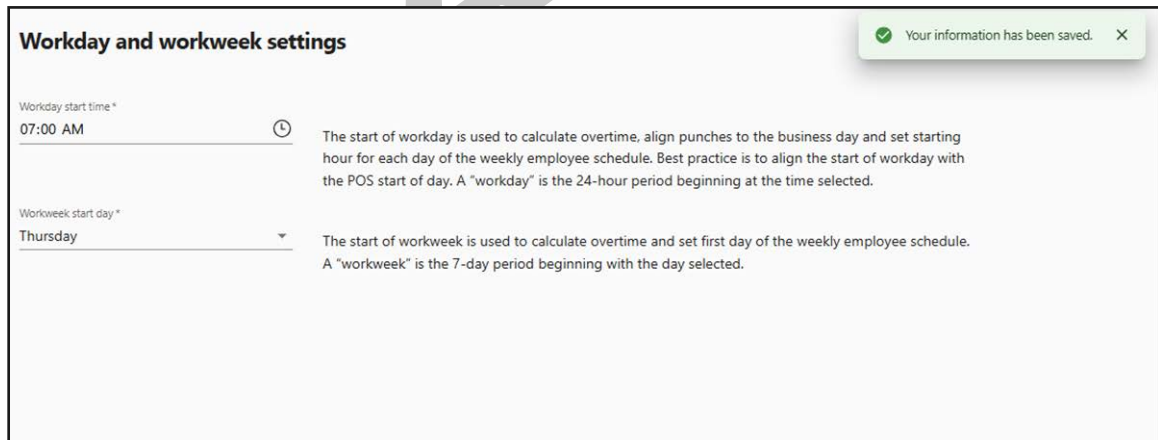 Workday and workweek settings
Your information has been saved.
Workday start time*
07:00 AM
The start of workday is used to calculate overtime, align punches to the business day and set starting
hour for each day of the weekly employee schedule. Best practice is to align the start of workday with
the POS start of day. A “workday” is the 24-hour period beginning at the time selected.
Workweek start day*
Thursday
The start of workweek is used to calculate overtime and set first day of the weekly employee schedule.
A “workweek” is the 7-day period beginning with the day selected.